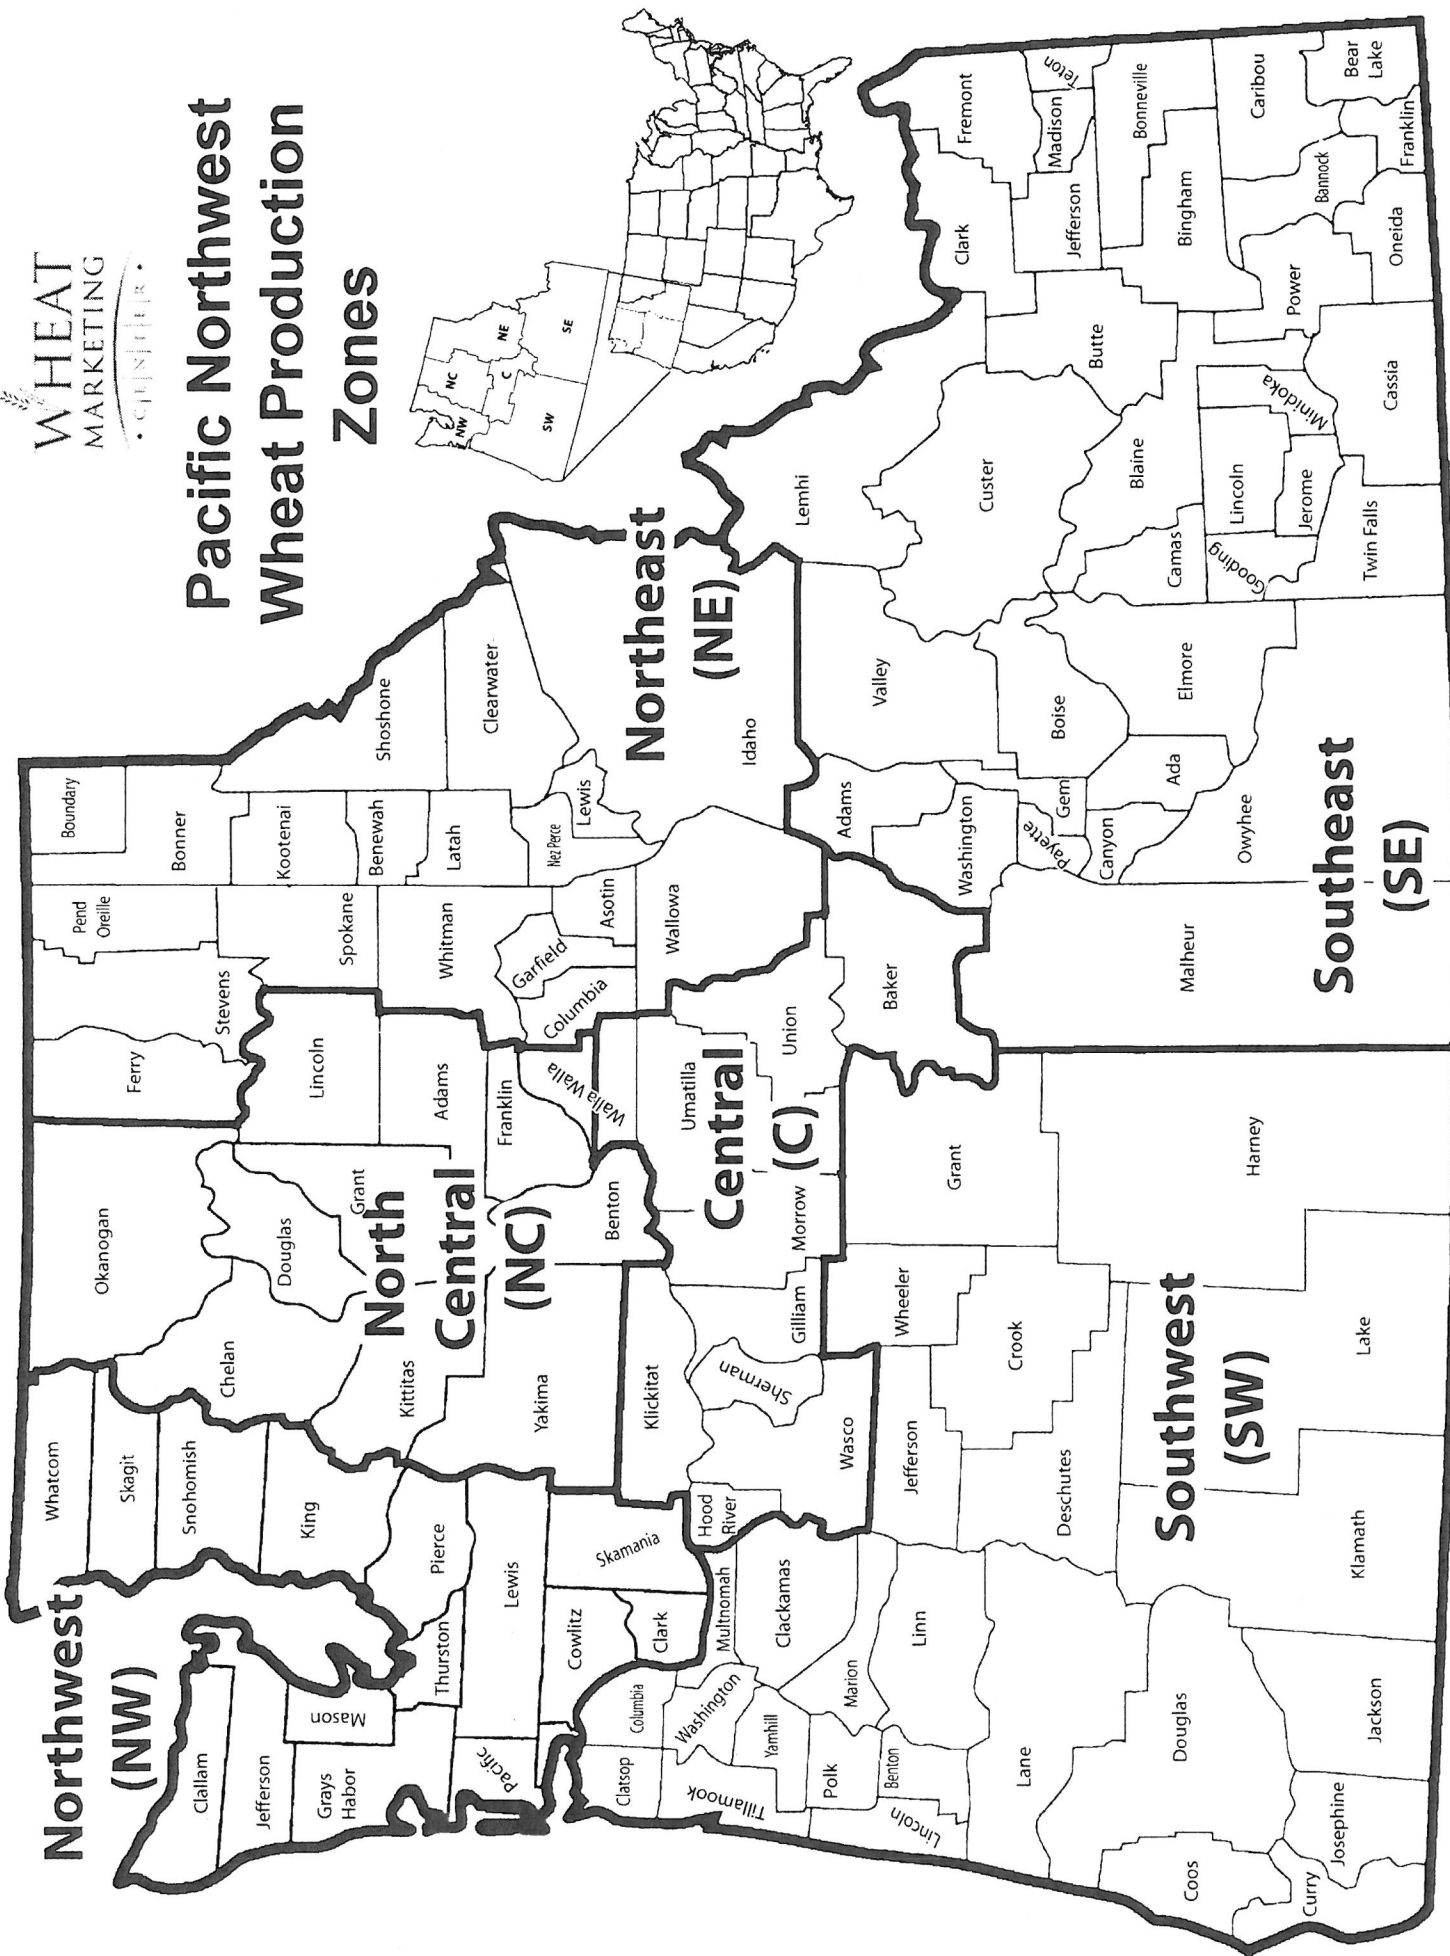 WHEAT
MARKETING
• C|E|N|T|E|R •
Pacific Northwest
Wheat Production
Zones
NW
NC
NE
C
SW
SE
Northwest
(NW)
Whatcom
Skagit
Snohomish
King
Pierce
Thurston
Lewis
Skamania
Cowlitz
Clark
Clallam
Jefferson
Mason
Grays
Habor
Pacific
North
Central
(NC)
Okanogan
Chelan
Douglas
Grant
Kittitas
Yakima
Lincoln
Adams
Franklin
Benton
Walla Walla
Northeast
(NE)
Ferry
Stevens
Pend
Oreille
Spokane
Whitman
Garfield
Columbia
Asotin
Wallowa
Boundary
Bonner
Kootenai
Benewah
Latah
Nez Perce
Lewis
Shoshone
Clearwater
Idaho
Central
(C)
Klickitat
Hood
River
Wasco
Sherman
Gilliam
Morrow
Umatilla
Union
Baker
Southwest
(SW)
Clatsop
Columbia
Tillamook
Washington
Multnomah
Yamhill
Clackamas
Polk
Marion
Lincoln
Benton
Linn
Lane
Douglas
Coos
Curry
Josephine
Jackson
Jefferson
Wheeler
Crook
Deschutes
Klamath
Lake
Grant
Harney
Southeast
(SE)
Malheur
Adams
Washington
Payette
Gem
Canyon
Ada
Owyhee
Valley
Boise
Elmore
Lemhi
Custer
Camas
Blaine
Gooding
Lincoln
Jerome
Minidoka
Twin Falls
Cassia
Butte
Clark
Fremont
Jefferson
Madison
Teton
Bonneville
Bingham
Power
Bannock
Caribou
Oneida
Franklin
Bear
Lake